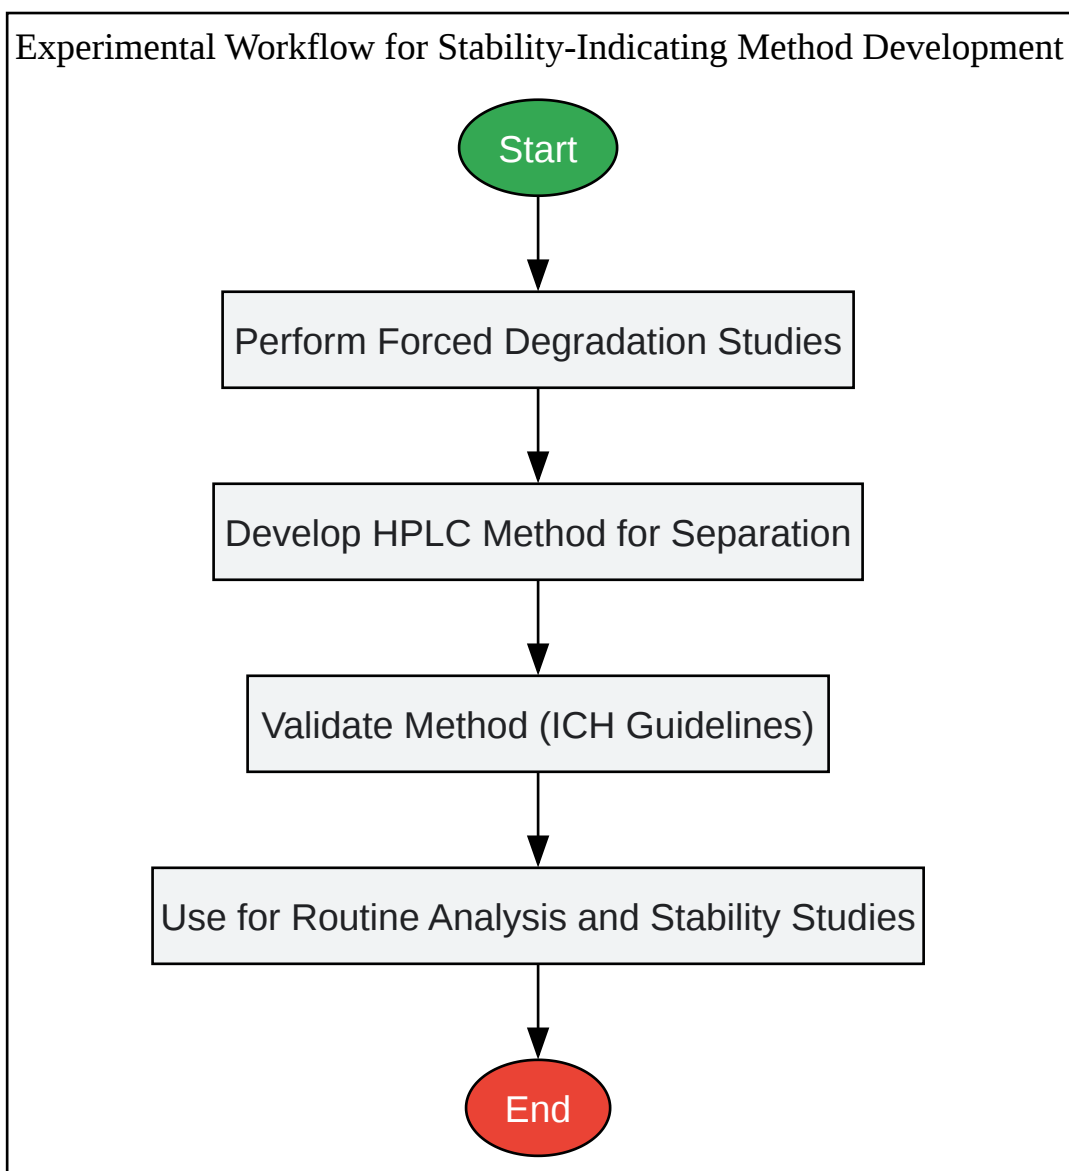 Experimental Workflow for Stability-Indicating Method Development
Start
Perform Forced Degradation Studies
Develop HPLC Method for Separation
Validate Method (ICH Guidelines)
Use for Routine Analysis and Stability Studies
End